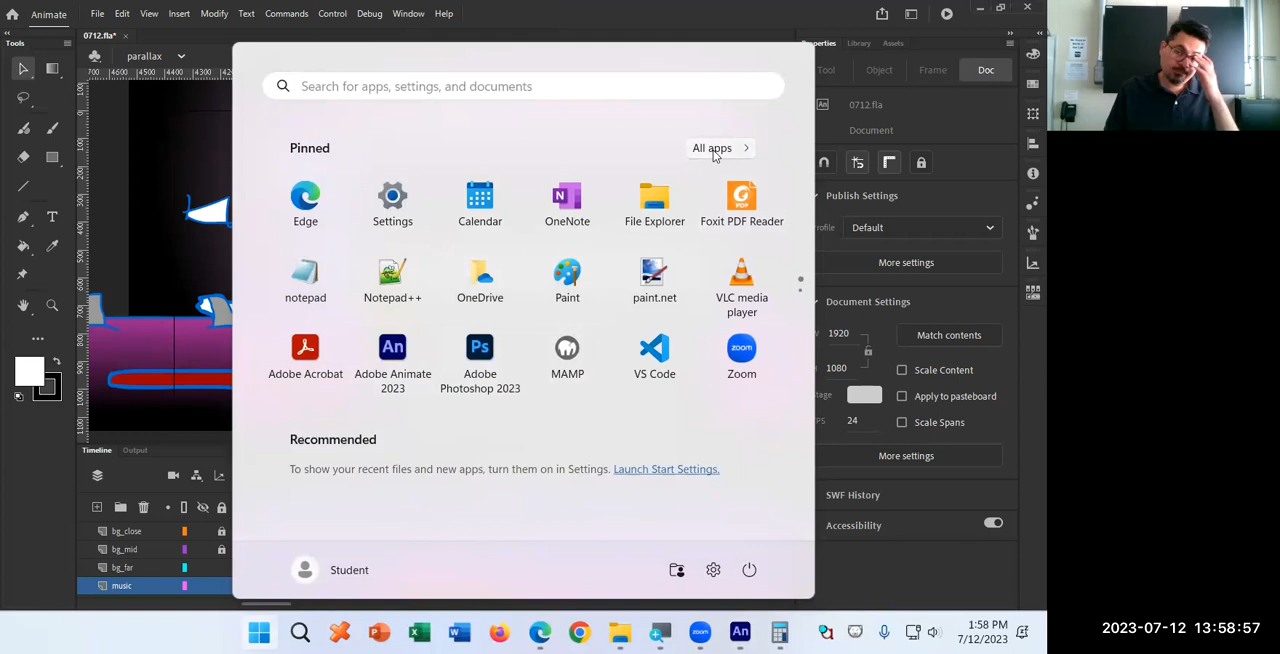 Animate
File Edit View Insert Modify Text Commands Control Debug Window Help
0712.fla* ×
Tools
parallax
4600 4500 4400 4300 4200
Search for apps, settings, and documents
Pinned
All apps >
Edge
Settings
Calendar
OneNote
File Explorer
Foxit PDF Reader
notepad
Notepad++
OneDrive
Paint
paint.net
VLC media
player
Adobe Acrobat
Adobe Animate
2023
Adobe
Photoshop 2023
MAMP
VS Code
Zoom
Recommended
To show your recent files and new apps, turn them on in Settings. Launch Start Settings.
Student
Properties Library Assets
Tool Object Frame Doc
An 0712.fla
Document
Publish Settings
Default
More settings
Document Settings
1920
Match contents
1080
Scale Content
Apply to pasteboard
24
Scale Spans
More settings
SWF History
Accessibility
Timeline Output
bg_close
bg_mid
bg_far
music
1:58 PM
7/12/2023
2023-07-12 13:58:57